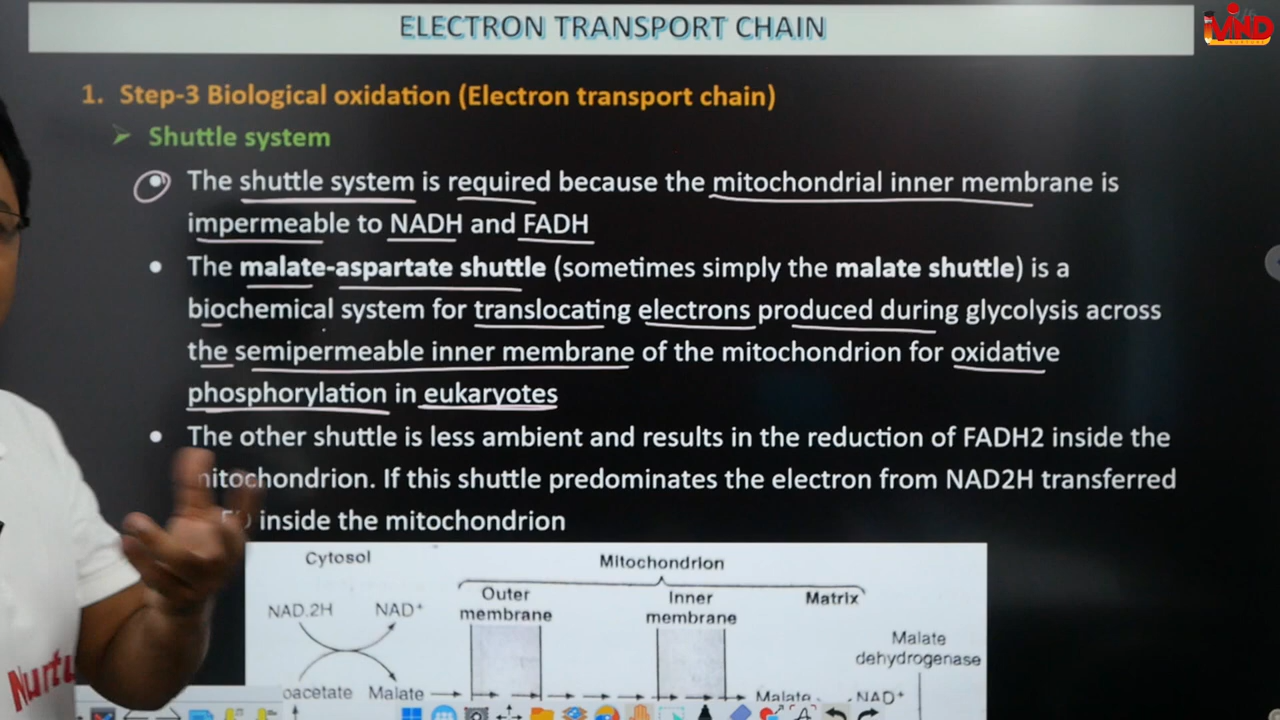 ELECTRON TRANSPORT CHAIN
iMIND
1. Step-3 Biological oxidation (Electron transport chain)
➤ Shuttle system
• The shuttle system is required because the mitochondrial inner membrane is
impermeable to NADH and FADH
• The malate-aspartate shuttle (sometimes simply the malate shuttle) is a
biochemical system for translocating electrons produced during glycolysis across
the semipermeable inner membrane of the mitochondrion for oxidative
phosphorylation in eukaryotes
• The other shuttle is less ambient and results in the reduction of FADH2 inside the
mitochondrion. If this shuttle predominates the electron from NAD2H transferred
inside the mitochondrion
Cytosol
Mitochondrion
Outer
membrane
Inner
membrane
Matrix
NAD.2H NAD⁺
Malate
dehydrogenase
oacetate Malate
Malate
NAD⁺
Nurtu